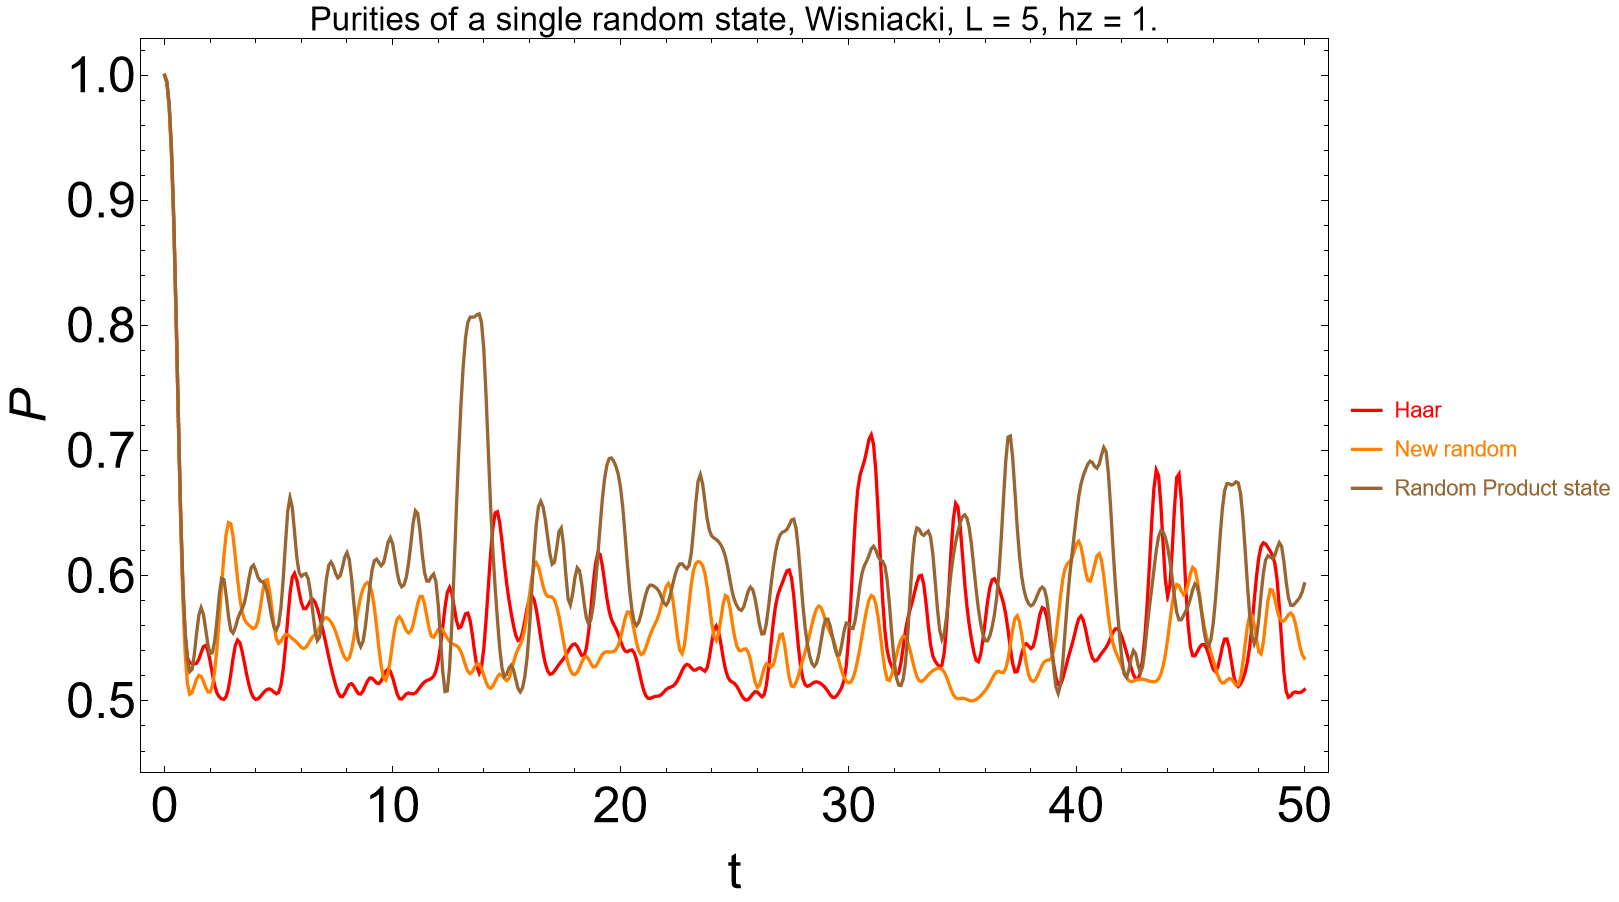 Purities of a single random state, Wisniacki, L = 5, hz = 1.
1.0
0.9
0.8
0.7
0.6
0.5
P
0 10 20 30 40 50
t
Haar
New random
Random Product state